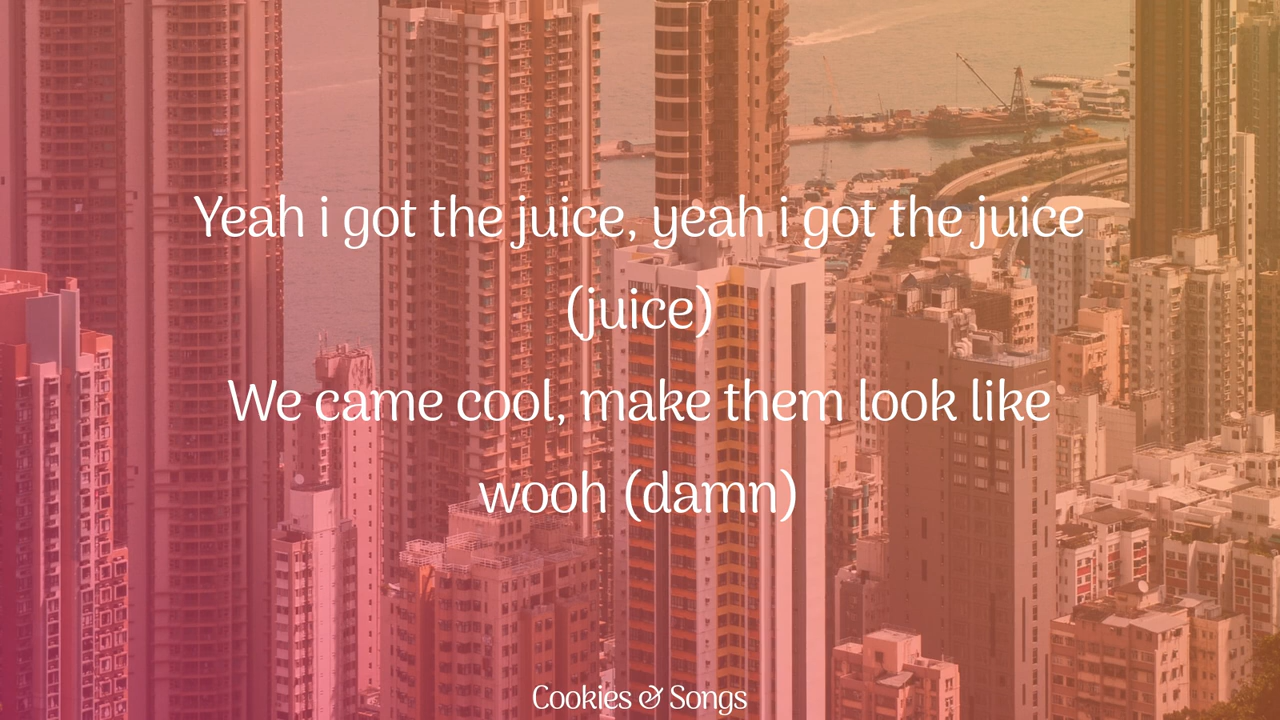 Yeah i got the juice, yeah i got the juice
(juice)
We came cool, make them look like
wooh (damn)
Cookies & Songs